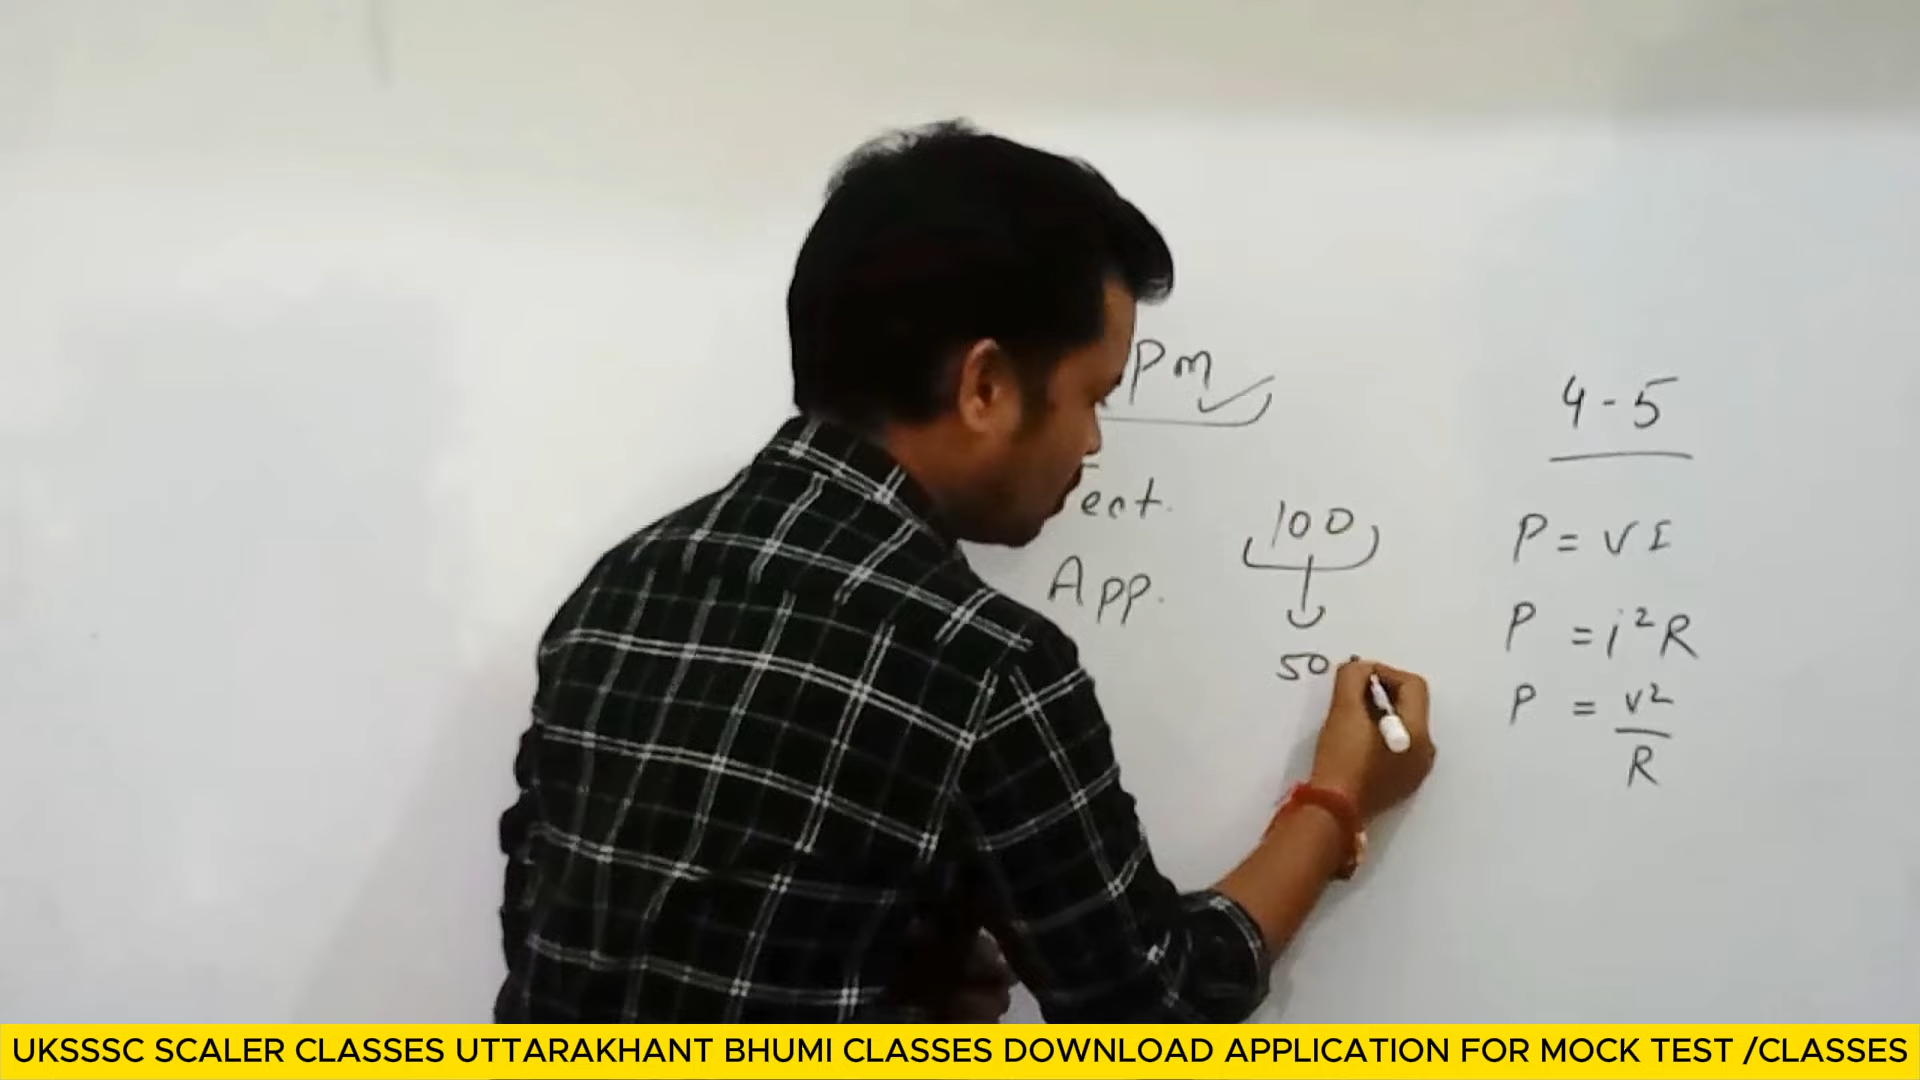 Pm
4-5
100
P = VI
App.
P = i²R
50
P = V²/R
UKSSSC SCALER CLASSES UTTARAKHANT BHUMI CLASSES DOWNLOAD APPLICATION FOR MOCK TEST /CLASSES